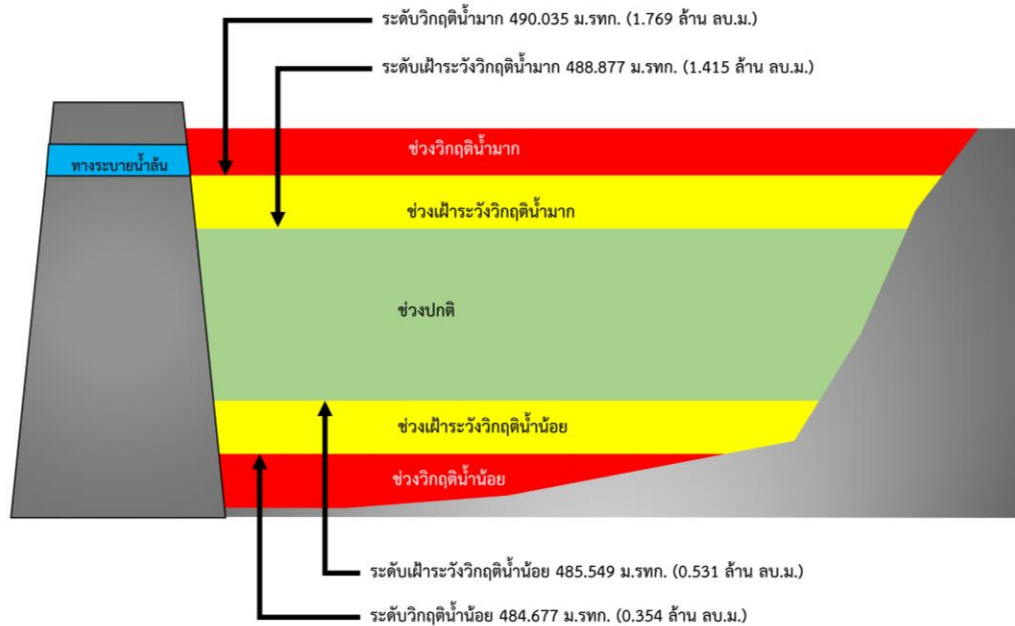 ระดับวิกฤติน้ำมาก 490.035 ม.รทก. (1.769 ล้าน ลบ.ม.)
ระดับเฝ้าระวังวิกฤติน้ำมาก 488.877 ม.รทก. (1.415 ล้าน ลบ.ม.)
ช่วงวิกฤติน้ำมาก
ทางระบายน้ำล้น
ช่วงเฝ้าระวังวิกฤติน้ำมาก
ช่วงปกติ
ช่วงเฝ้าระวังวิกฤติน้ำน้อย
ช่วงวิกฤติน้ำน้อย
ระดับเฝ้าระวังวิกฤติน้ำน้อย 485.549 ม.รทก. (0.531 ล้าน ลบ.ม.)
ระดับวิกฤติน้ำน้อย 484.677 ม.รทก. (0.354 ล้าน ลบ.ม.)